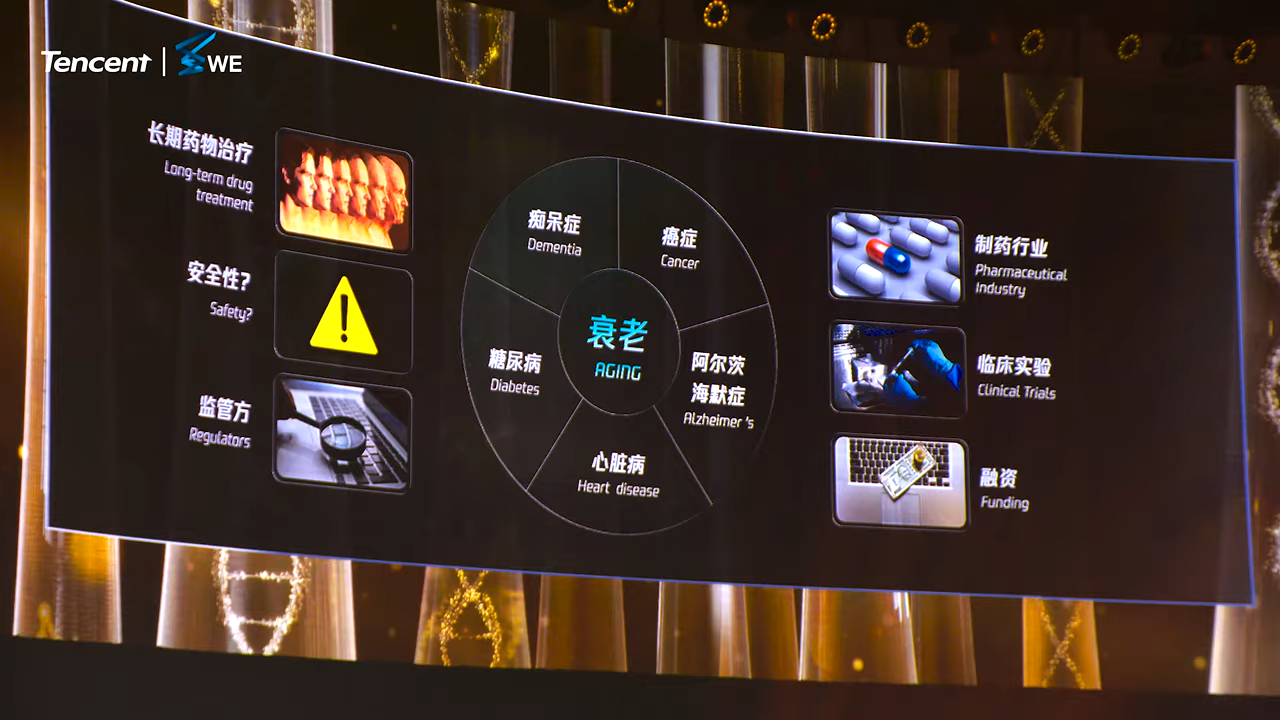 Tencent | WE
长期药物治疗
Long-term drug
treatment
安全性?
Safety?
监管方
Regulators
痴呆症
Dementia
癌症
Cancer
糖尿病
Diabetes
衰老
AGING
阿尔茨
海默症
Alzheimer's
心脏病
Heart disease
制药行业
Pharmaceutical
Industry
临床实验
Clinical Trials
融资
Funding